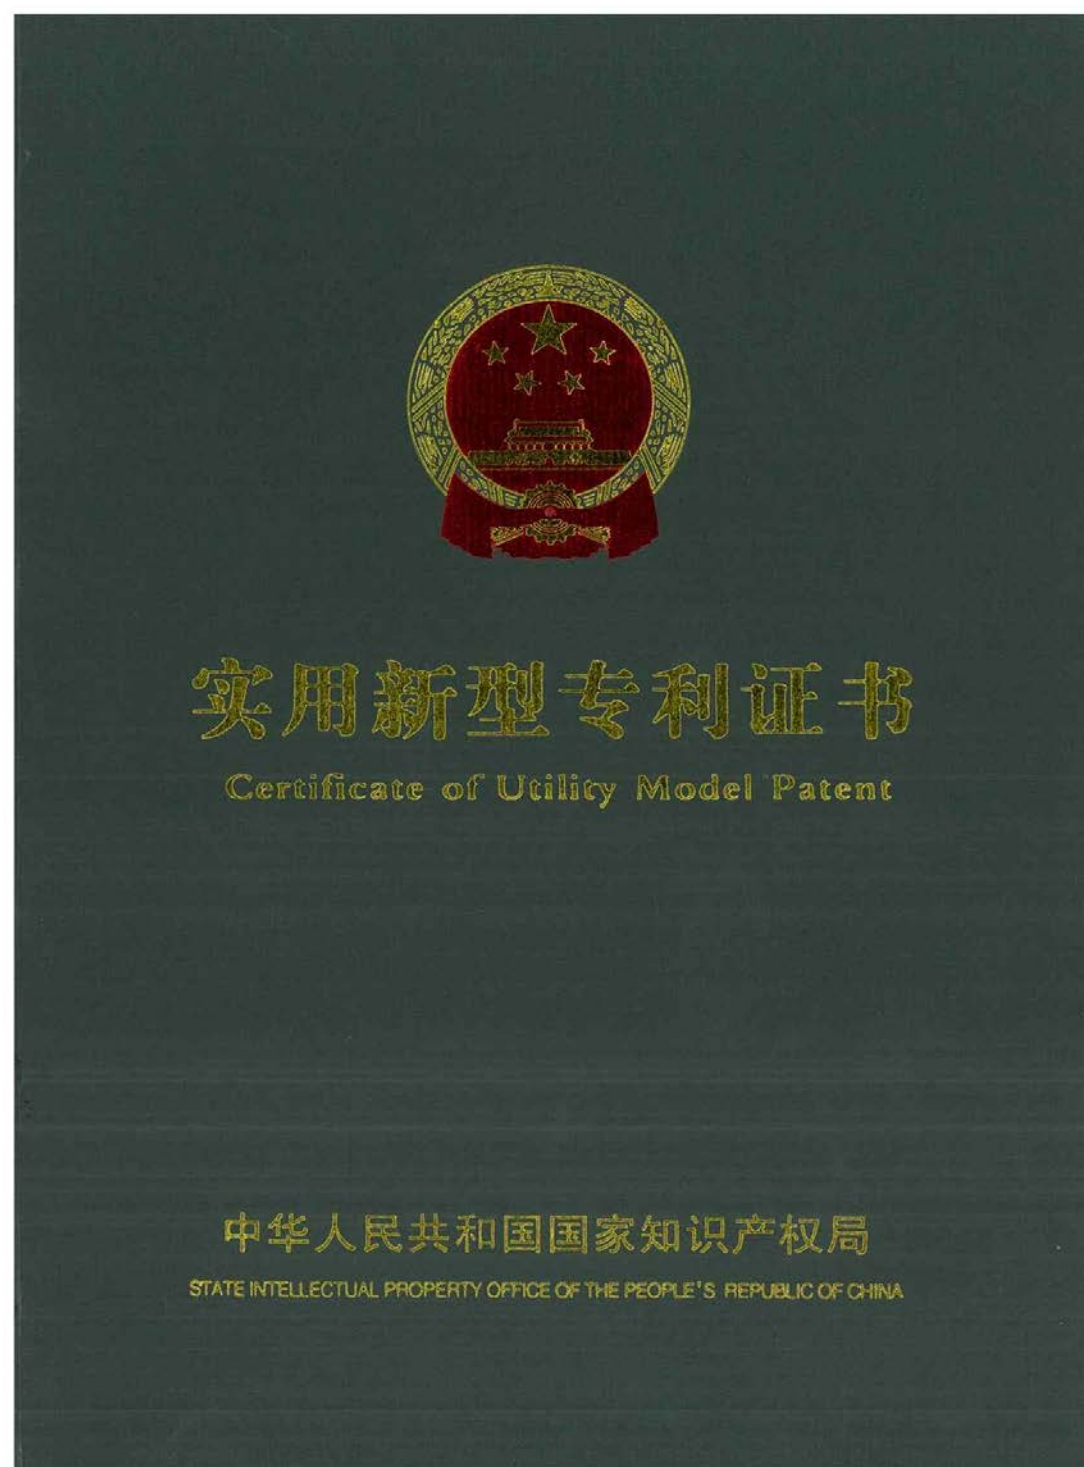 实用新型专利证书
Certificate of Utility Model Patent
中华人民共和国国家知识产权局
STATE INTELLECTUAL PROPERTY OFFICE OF THE PEOPLE'S REPUBLIC OF CHINA